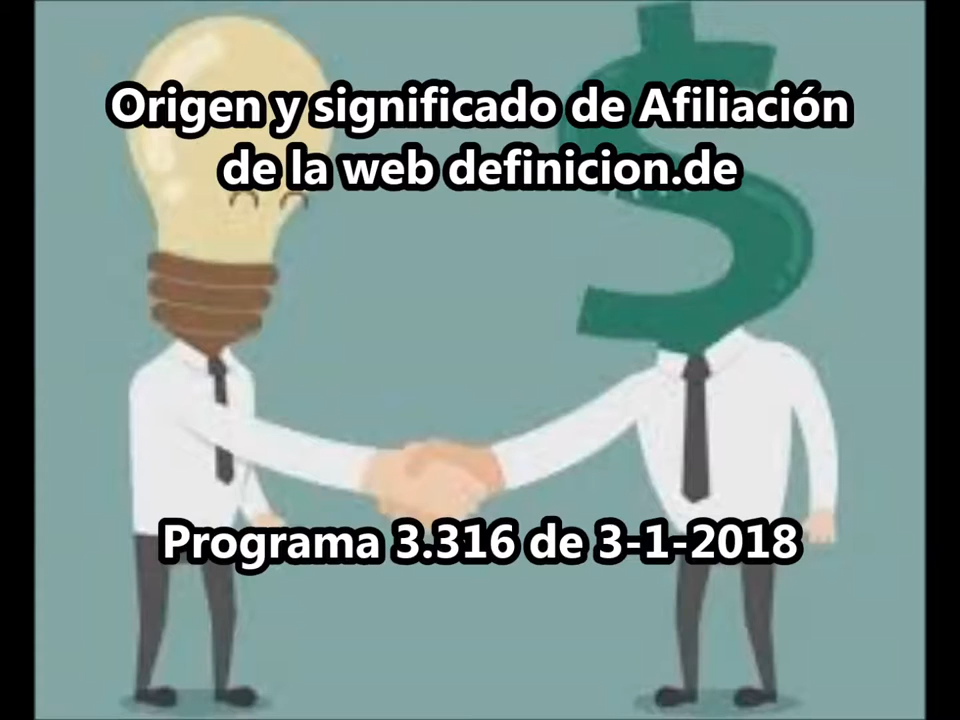 Origen y significado de Afiliación
de la web definicion.de
Programa 3.316 de 3-1-2018